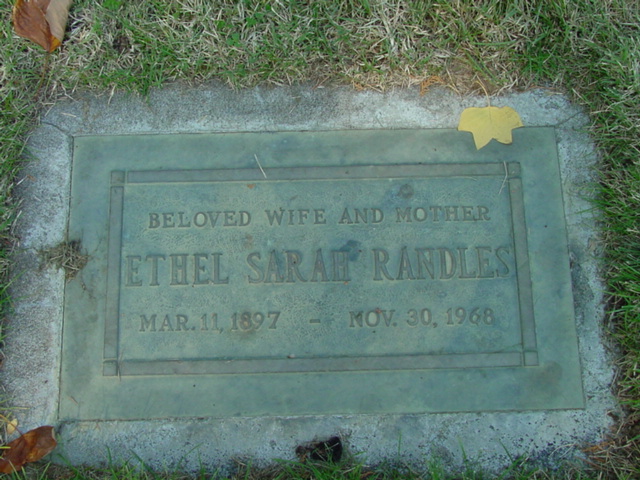 BELOVED WIFE AND MOTHER
ETHEL SARAH RANDLES
MAR. 11, 1897 - NOV. 30, 1968